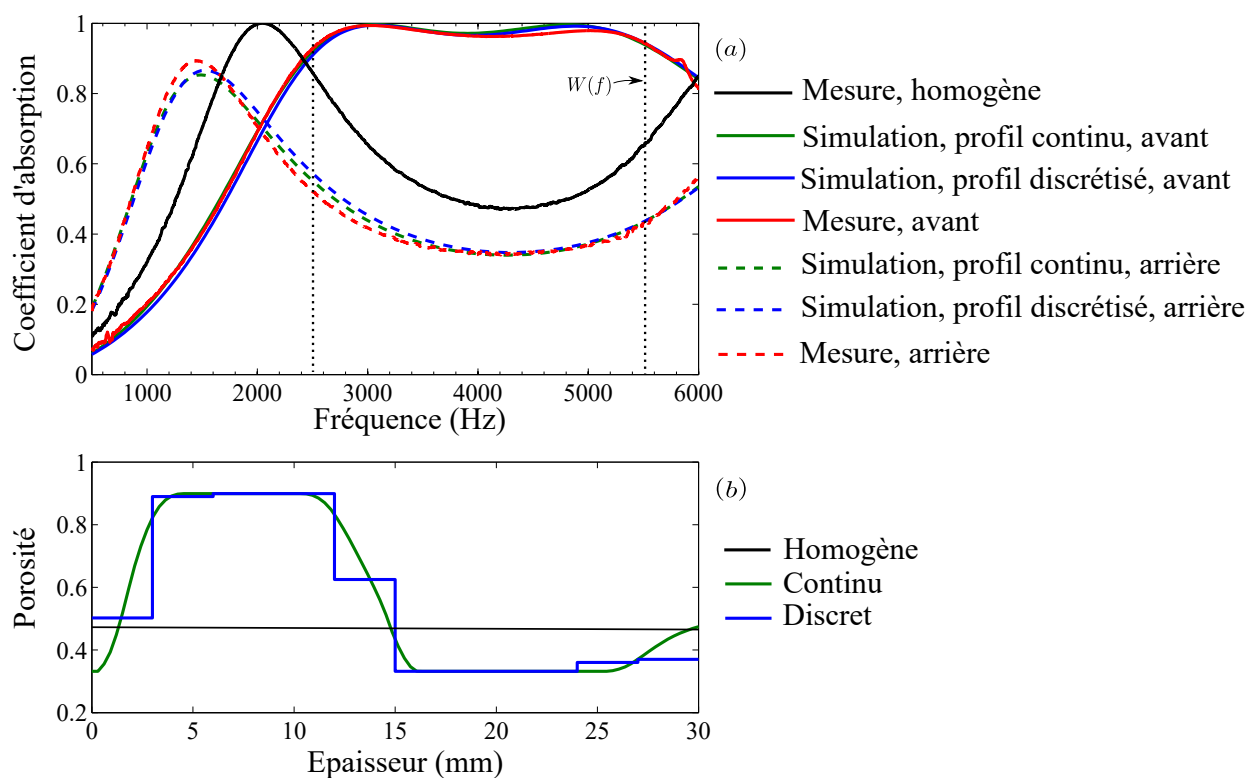 1
0.8
0.6
0.4
0.2
0
Coefficient d'absorption
W(f)
1000 2000 3000 4000 5000 6000
Fréquence (Hz)
(a)
Mesure, homogène
Simulation, profil continu, avant
Simulation, profil discrétisé, avant
Mesure, avant
Simulation, profil continu, arrière
Simulation, profil discrétisé, arrière
Mesure, arrière
1
0.8
0.6
0.4
0.2
Porosité
0 5 10 15 20 25 30
Epaisseur (mm)
(b)
Homogène
Continu
Discret